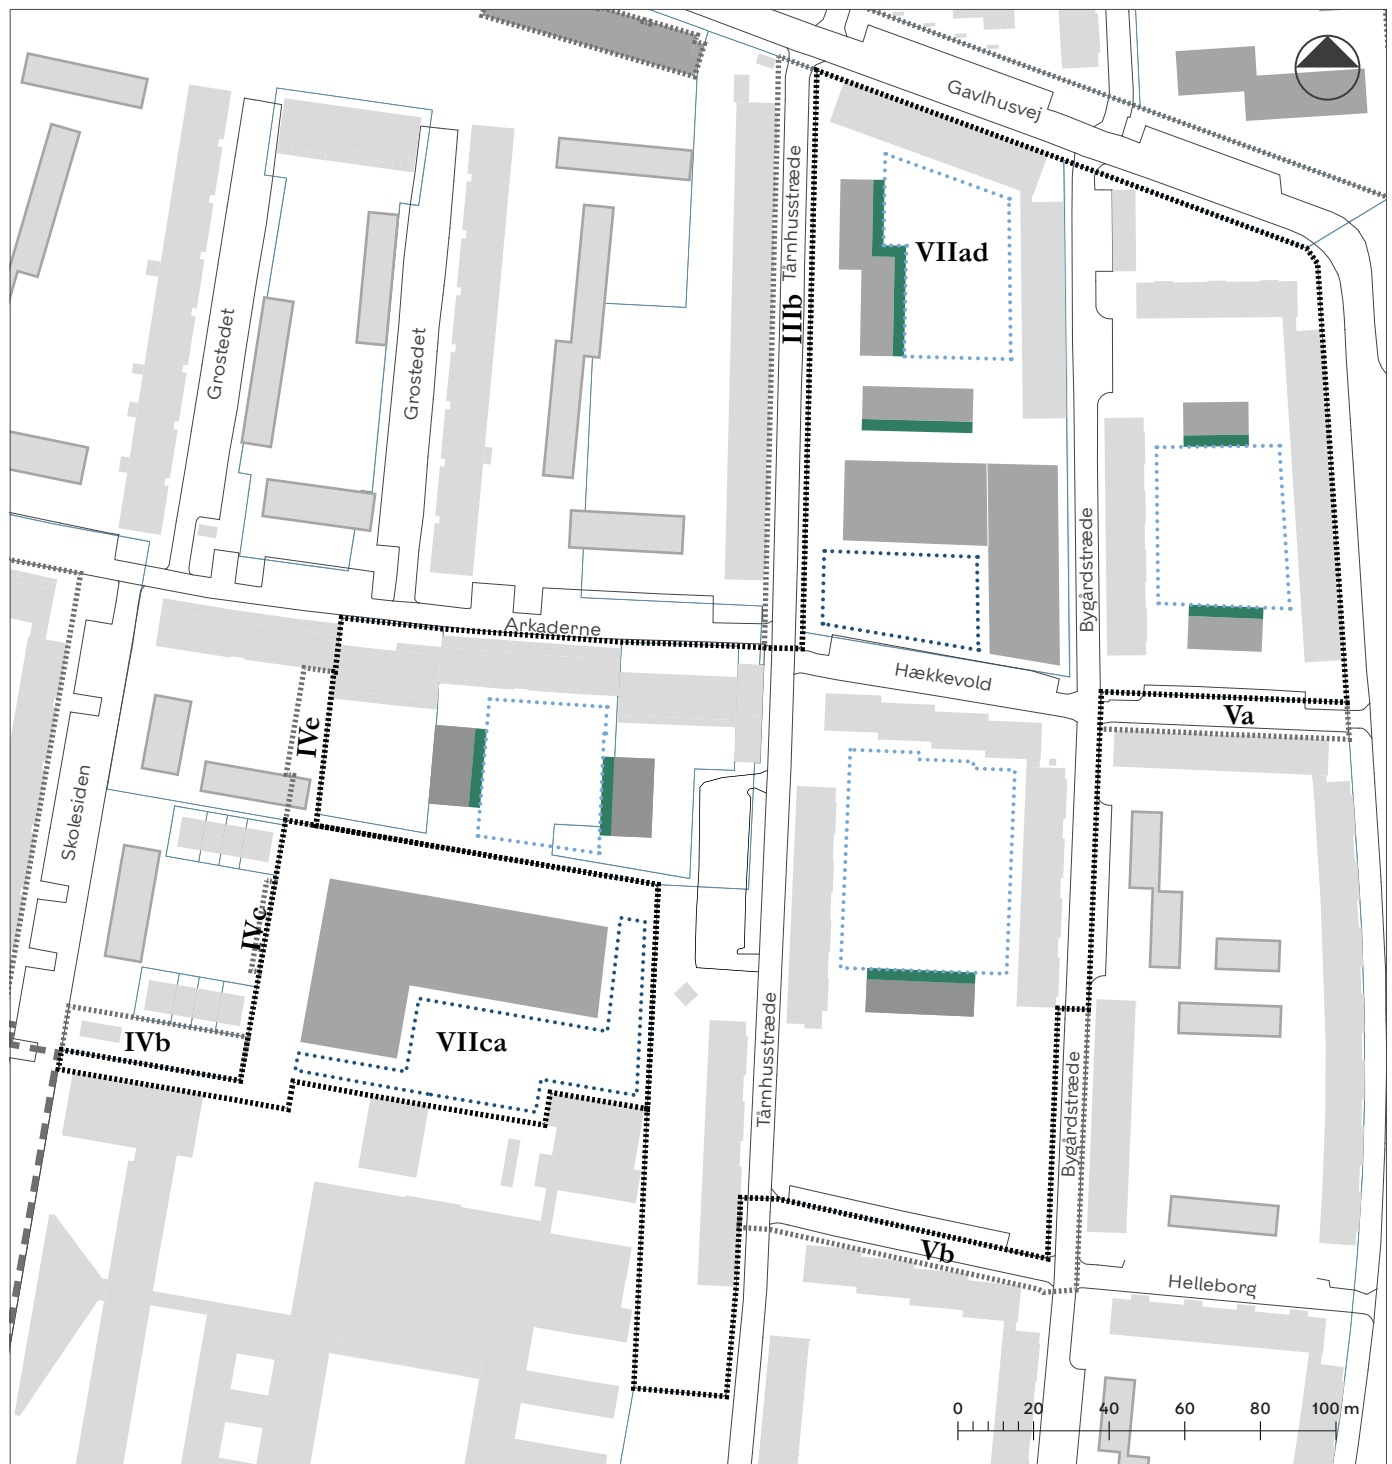 Gavlhusvej
Tårnhusstræde
VIIad
IIIb
Grostedet
Grostedet
Bygårdstræde
Arkaderne
Hækkevold
Va
IVe
Skolesiden
IVc
VIIca
IVb
Tårnhusstræde
Bygårdstræde
Vb
Helleborg
0 20 40 60 80 100 m